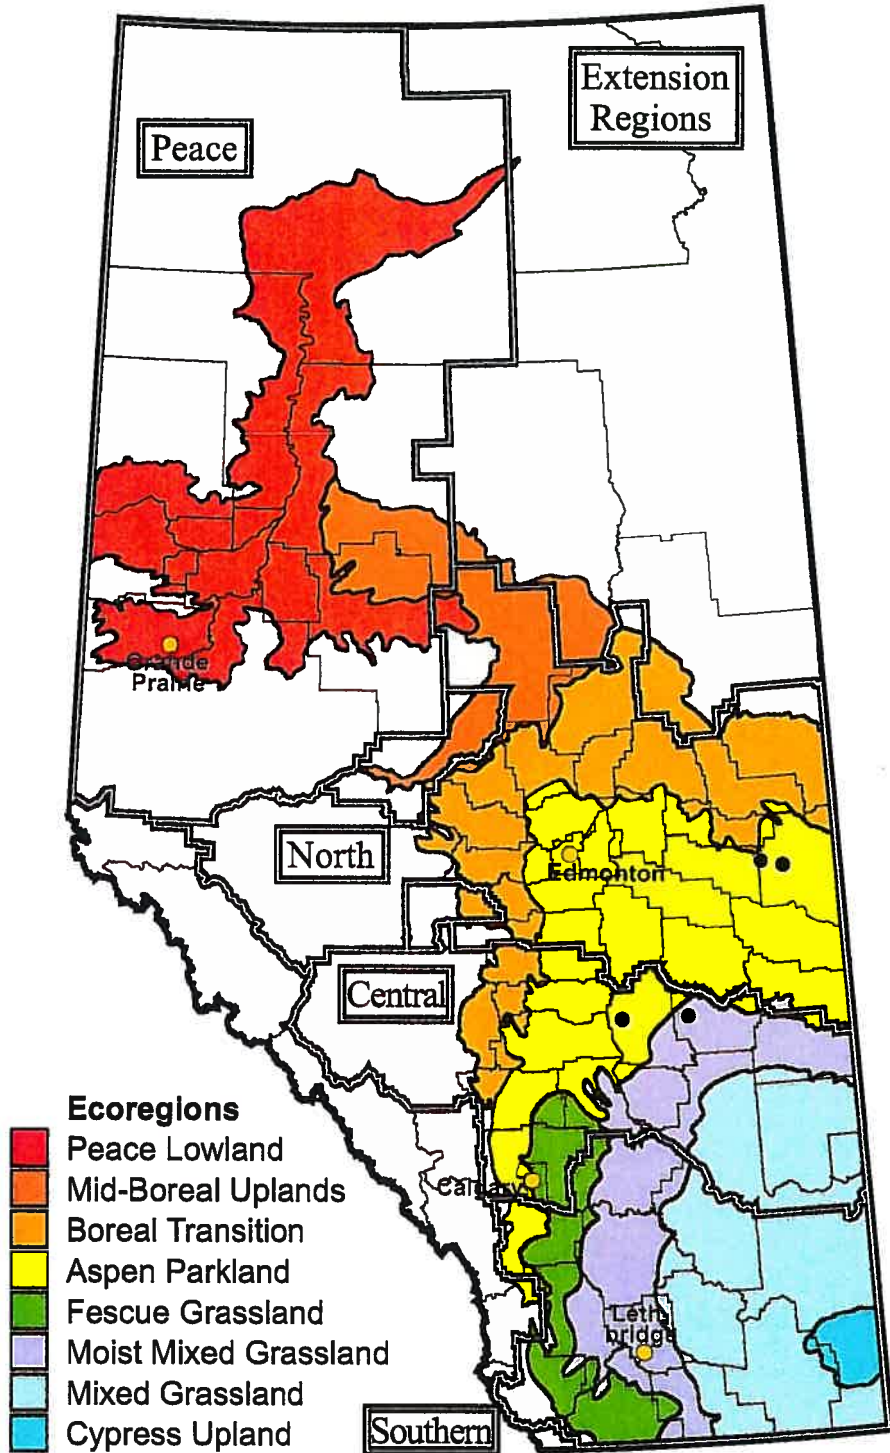 Extension
Regions
Peace
Grande
Prairie
North
Edmonton
Central
Ecoregions
Peace Lowland
Mid-Boreal Uplands
Calgary
Boreal Transition
Aspen Parkland
Fescue Grassland
Leth
bridge
Moist Mixed Grassland
Mixed Grassland
Southern
Cypress Upland